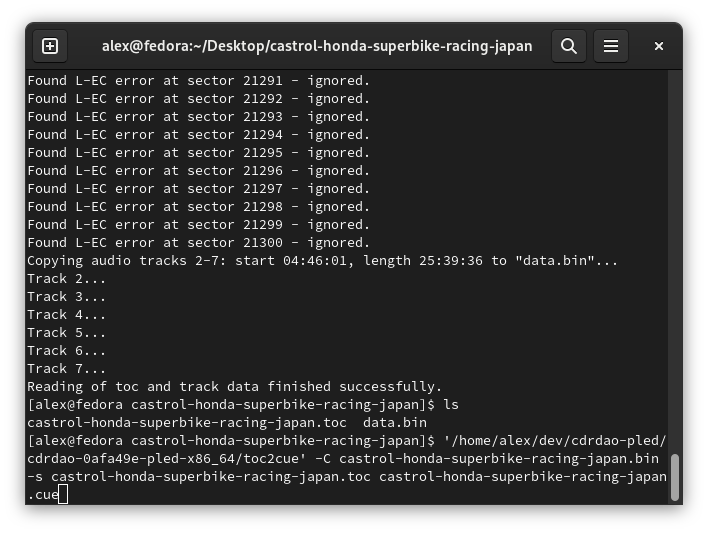 alex@fedora:~/Desktop/castrol-honda-superbike-racing-japan
Found L-EC error at sector 21291 - ignored.
Found L-EC error at sector 21292 - ignored.
Found L-EC error at sector 21293 - ignored.
Found L-EC error at sector 21294 - ignored.
Found L-EC error at sector 21295 - ignored.
Found L-EC error at sector 21296 - ignored.
Found L-EC error at sector 21297 - ignored.
Found L-EC error at sector 21298 - ignored.
Found L-EC error at sector 21299 - ignored.
Found L-EC error at sector 21300 - ignored.
Copying audio tracks 2-7: start 04:46:01, length 25:39:36 to "data.bin"...
Track 2...
Track 3...
Track 4...
Track 5...
Track 6...
Track 7...
Reading of toc and track data finished successfully.
[alex@fedora castrol-honda-superbike-racing-japan]$ ls
castrol-honda-superbike-racing-japan.toc  data.bin
[alex@fedora castrol-honda-superbike-racing-japan]$ '/home/alex/dev/cdrdao-pled/
cdrdao-0afa49e-pled-x86_64/toc2cue' -C castrol-honda-superbike-racing-japan.bin
-s castrol-honda-superbike-racing-japan.toc castrol-honda-superbike-racing-japan
.cue